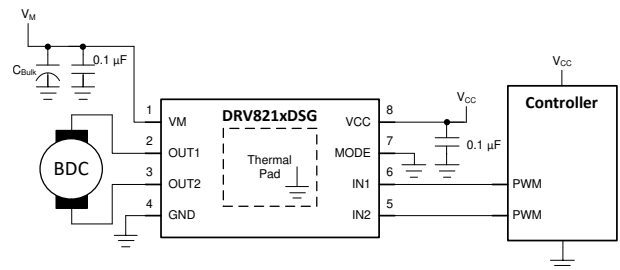 VM
CBulk
0.1 µF
BDC
DRV821xDSG
1
VM
2
OUT1
3
OUT2
4
GND
Thermal
Pad
8
VCC
7
MODE
6
IN1
5
IN2
VCC
0.1 µF
VCC
Controller
PWM
PWM